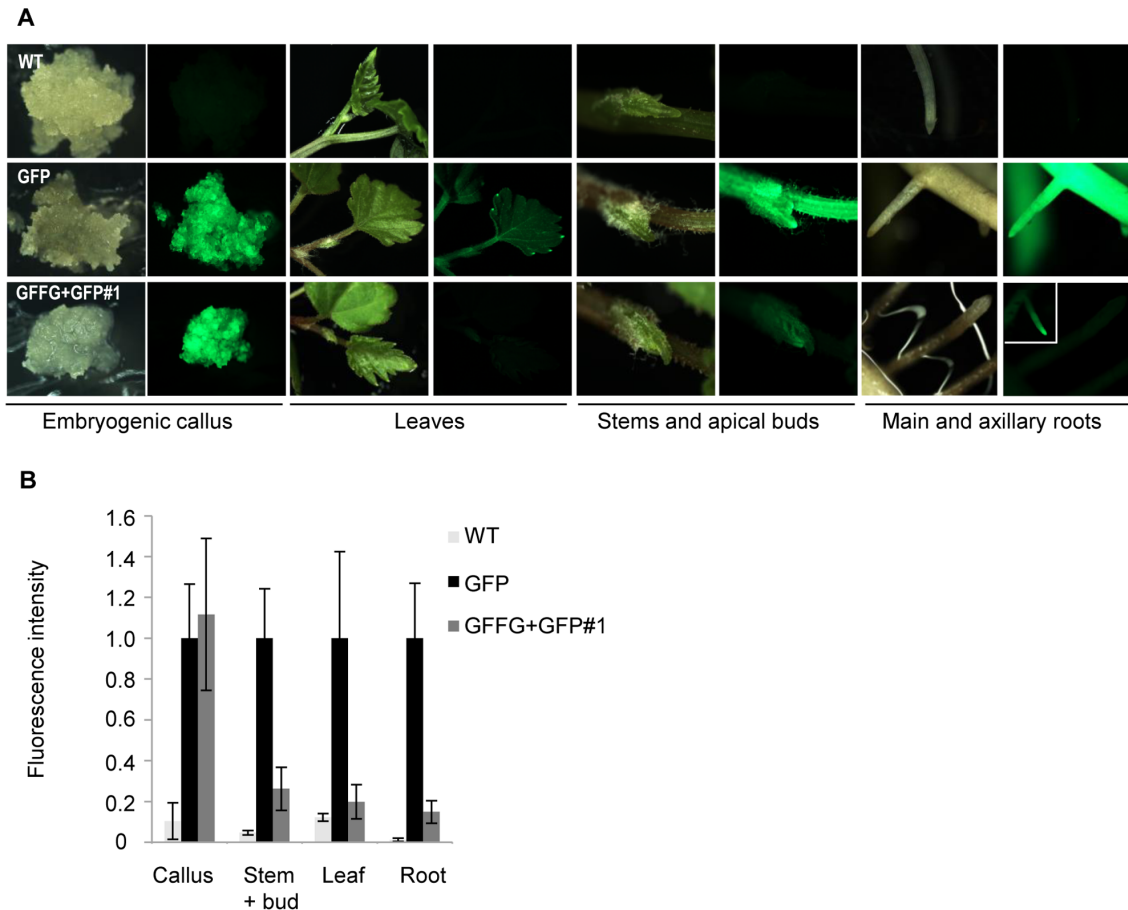 A
WT
GFP
GFFG+GFP#1
Embryogenic callus Leaves Stems and apical buds Main and axillary roots
B
Fluorescence intensity
1.6
1.4
1.2
1.0
0.8
0.6
0.4
0.2
0
WT
GFP
GFFG+GFP#1
Callus Stem Leaf Root
+ bud